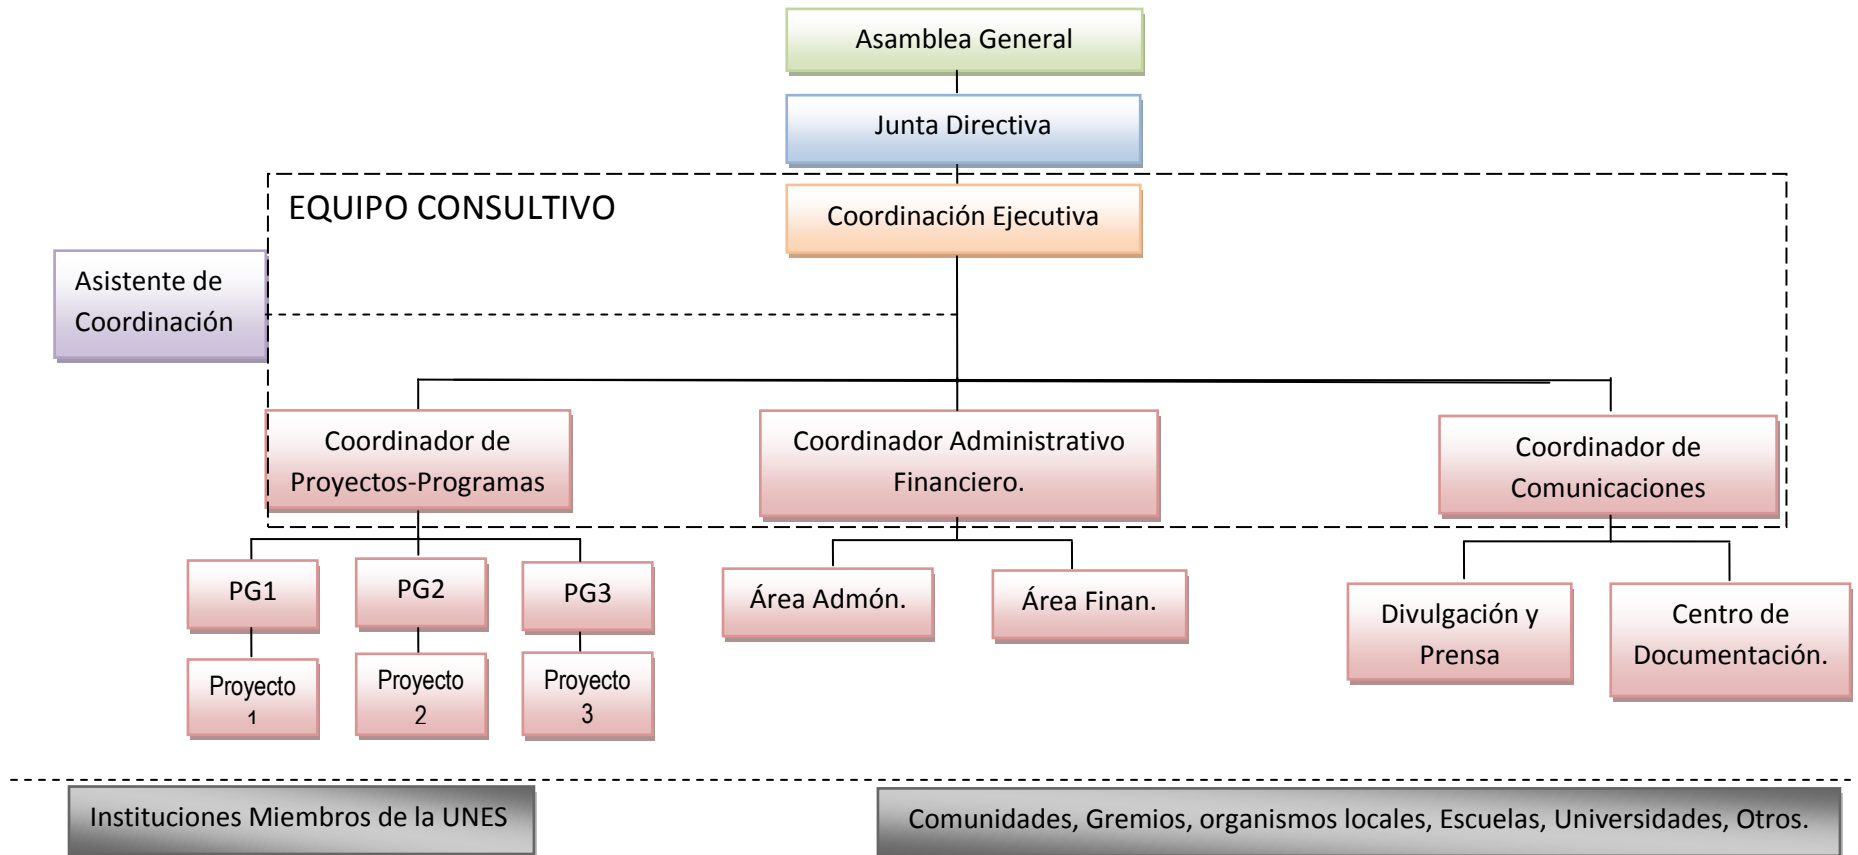 Asamblea General
Junta Directiva
EQUIPO CONSULTIVO
Coordinación Ejecutiva
Asistente de
Coordinación
Coordinador de
Proyectos-Programas
Coordinador Administrativo
Financiero.
Coordinador de
Comunicaciones
PG1
PG2
PG3
Área Admón.
Área Finan.
Divulgación y
Prensa
Centro de
Documentación.
Proyecto
1
Proyecto
2
Proyecto
3
Instituciones Miembros de la UNES
Comunidades, Gremios, organismos locales, Escuelas, Universidades, Otros.